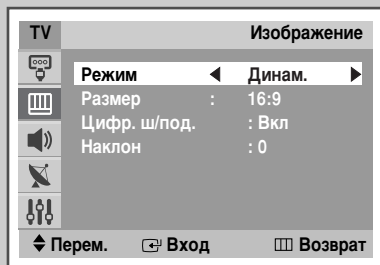 TV Изображение
Режим Динам.
Размер : 16:9
Цифр. ш/под. : Вкл
Наклон : 0
Перем. Вход Возврат